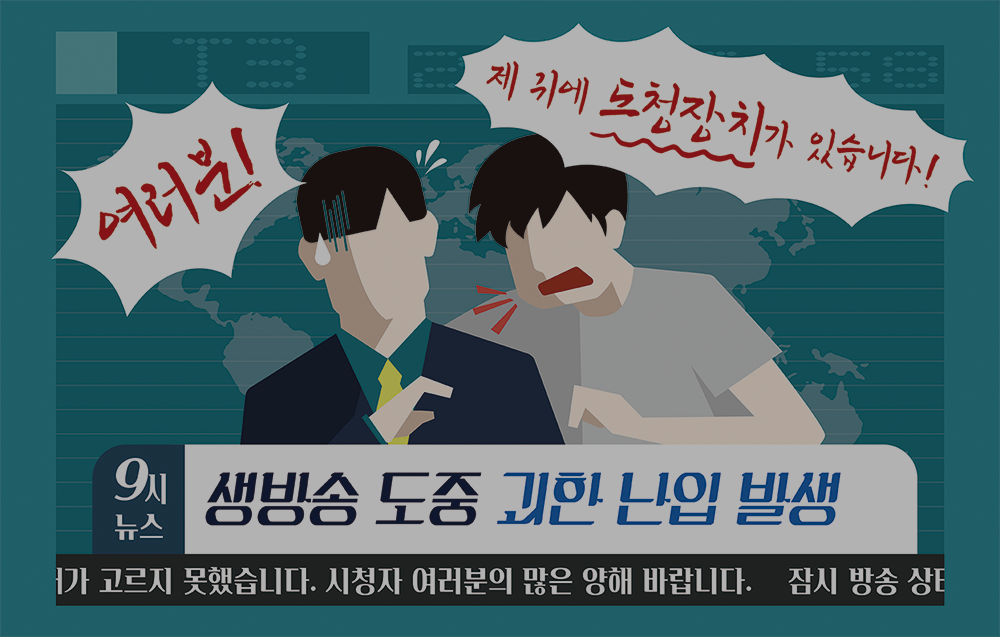 여러분!
제 귀에 도청장치가 있습니다!
9시
뉴스
생방송 도중 괴한 난입 발생
가 고르지 못했습니다. 시청자 여러분의 많은 양해 바랍니다. 잠시 방송